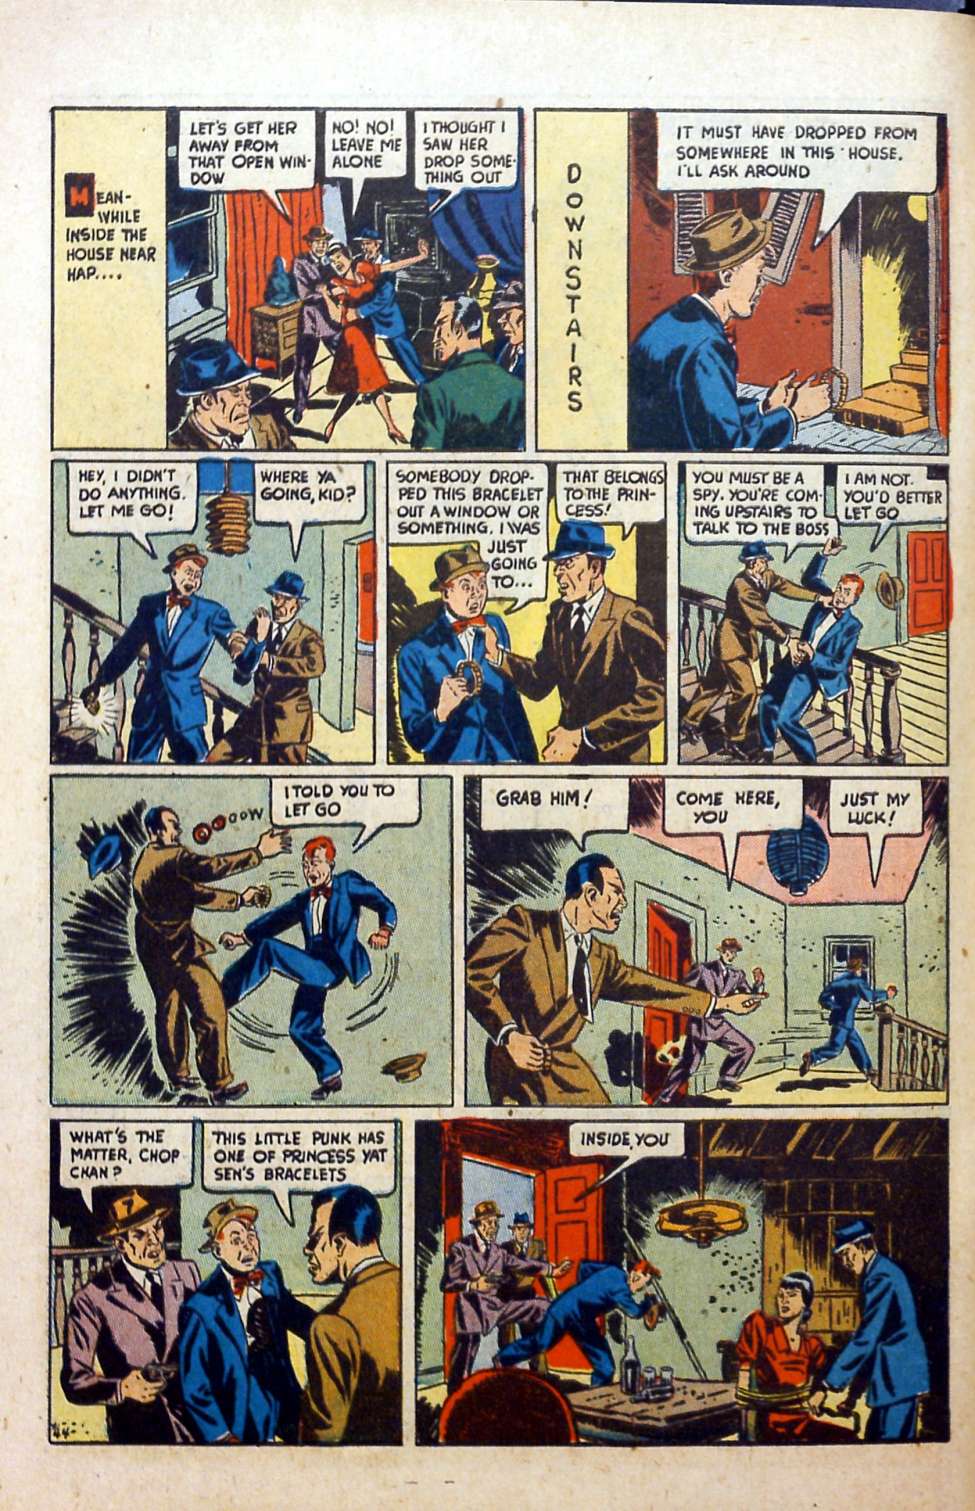 MEAN-
WHILE
INSIDE THE
HOUSE NEAR
HAP....
LET'S GET HER
AWAY FROM
THAT OPEN WIN-
DOW
NO! NO!
LEAVE ME
ALONE
I THOUGHT I
SAW HER
DROP SOME-
THING OUT
DOWNSTAIRS
IT MUST HAVE DROPPED FROM
SOMEWHERE IN THIS HOUSE.
I'LL ASK AROUND
HEY, I DIDN'T
DO ANYTHING.
LET ME GO!
WHERE YA
GOING, KID?
SOMEBODY DROP-
PED THIS BRACELET
OUT A WINDOW OR
SOMETHING. I WAS
JUST
GOING
TO...
THAT BELONGS
TO THE PRIN-
CESS!
YOU MUST BE A
SPY. YOU'RE COM-
ING UPSTAIRS TO
TALK TO THE BOSS
I AM NOT.
YOU'D BETTER
LET GO
OOOOW
I TOLD YOU TO
LET GO
GRAB HIM!
COME HERE,
YOU
JUST MY
LUCK!
WHAT'S THE
MATTER, CHOP
CHAN?
THIS LITTLE PUNK HAS
ONE OF PRINCESS YAT
SEN'S BRACELETS
INSIDE, YOU